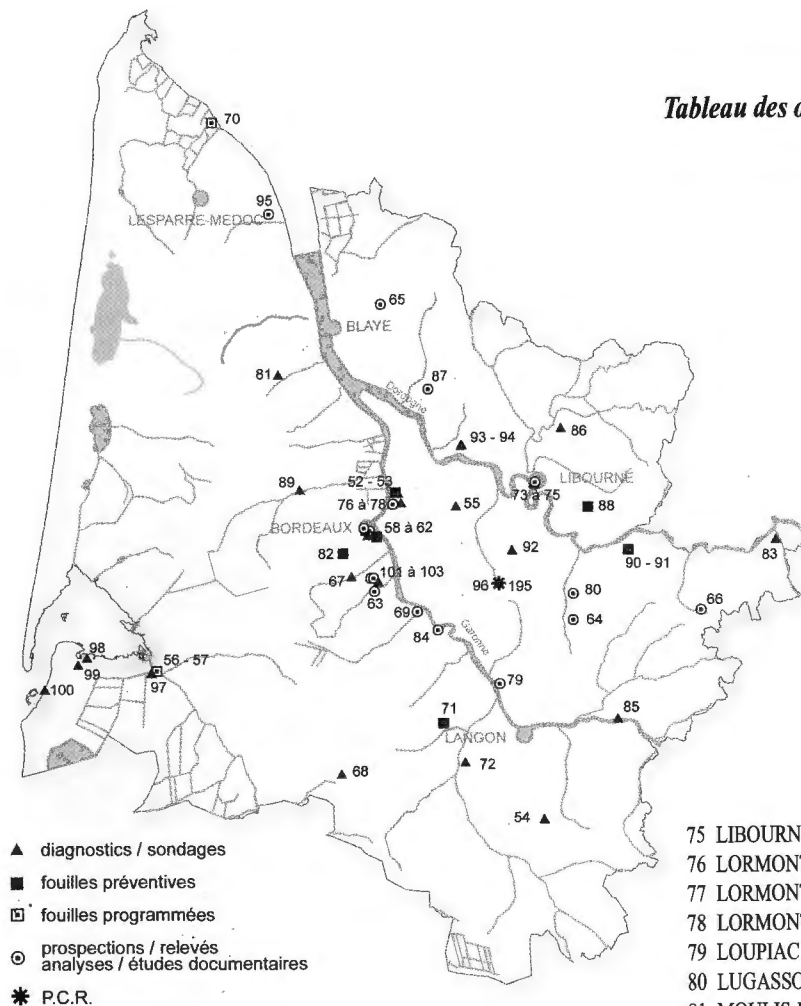 Tableau des o
70
95
LESPARRE-MEDOC
65
BLAYE
87
81
Dordogne
93 - 94
86
LIBOURNE
89
52 - 53
73 à 75
76 à 78
55
88
BORDEAUX
58 à 62
82
92
90 - 91
83
67
101 à 103
96
195
80
63
66
69
64
84
Garonne
98
99
56 - 57
97
100
79
71
85
LANGON
72
68
54
diagnostics / sondages
fouilles préventives
fouilles programmées
prospections / relevés
analyses / études documentaires
P.C.R.
75 LIBOURN
76 LORMONT
77 LORMONT
78 LORMONT
79 LOUPIAC
80 LUGASSO